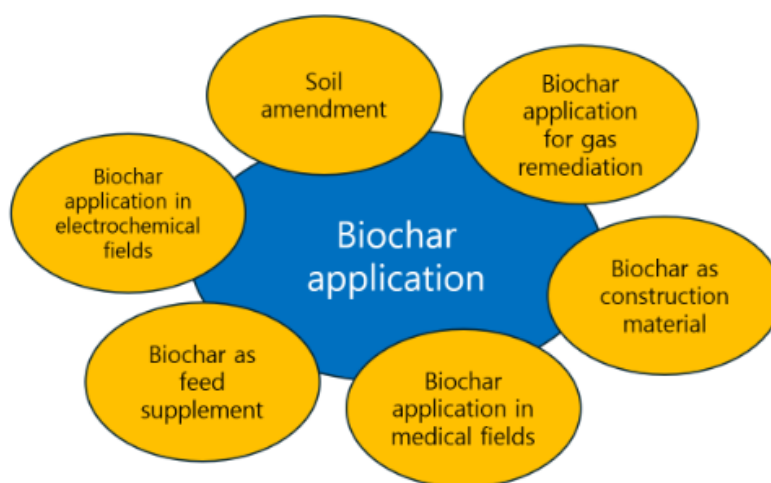 Soil
amendment
Biochar
application
for gas
remediation
Biochar
application in
electrochemical
fields
Biochar
application
Biochar as
construction
material
Biochar as
feed
supplement
Biochar
application in
medical fields